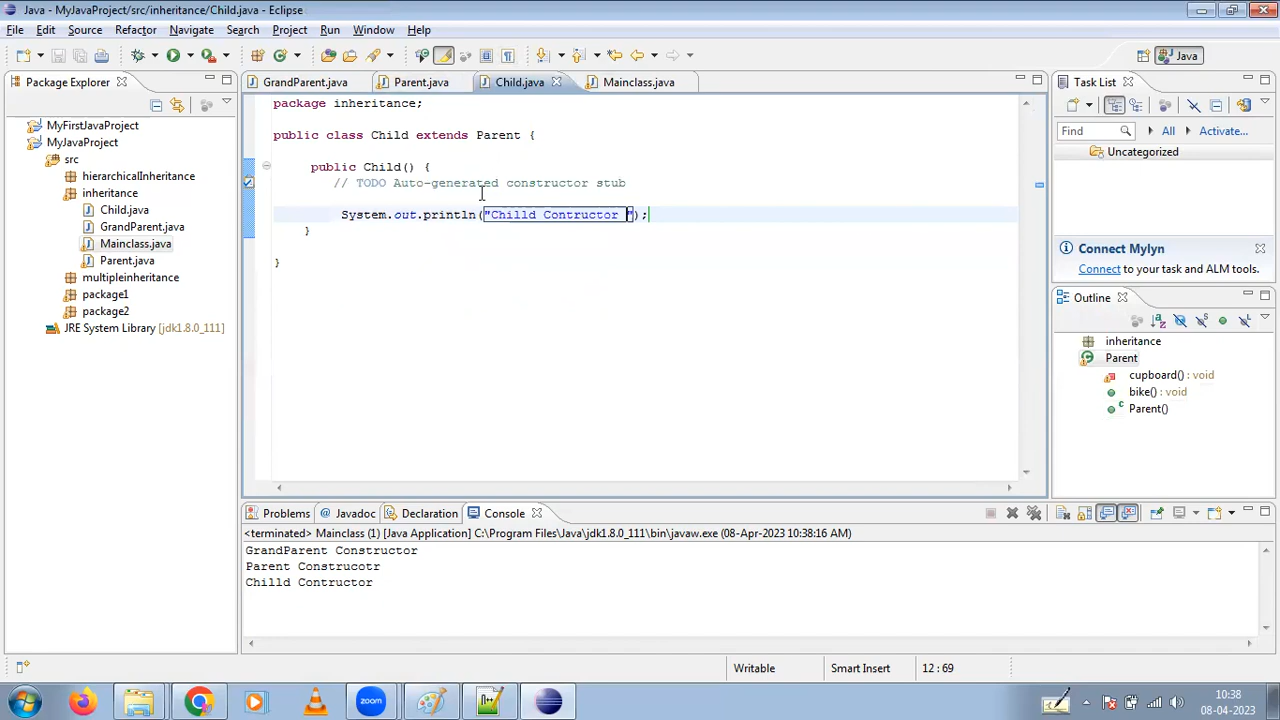 Java - MyJavaProject/src/inheritance/Child.java - Eclipse
File Edit Source Refactor Navigate Search Project Run Window Help
Java
Package Explorer
GrandParent.java Parent.java Child.java Mainclass.java
Task List
MyFirstJavaProject
MyJavaProject
src
hierarchicalInheritance
inheritance
Child.java
GrandParent.java
Mainclass.java
Parent.java
multipleinheritance
package1
package2
JRE System Library [jdk1.8.0_111]
package inheritance;
public class Child extends Parent {
public Child() {
// TODO Auto-generated constructor stub
System.out.println("Chilld Contructor ");
}
}
Find All Activate...
Uncategorized
Connect Mylyn
Connect to your task and ALM tools.
Outline
inheritance
Parent
cupboard() : void
bike() : void
Parent()
Problems Javadoc Declaration Console
<terminated> Mainclass (1) [Java Application] C:\Program Files\Java\jdk1.8.0_111\bin\javaw.exe (08-Apr-2023 10:38:16 AM)
GrandParent Constructor
Parent Construcotr
Chilld Contructor
Writable Smart Insert 12 : 69
zoom
10:38
08-04-2023